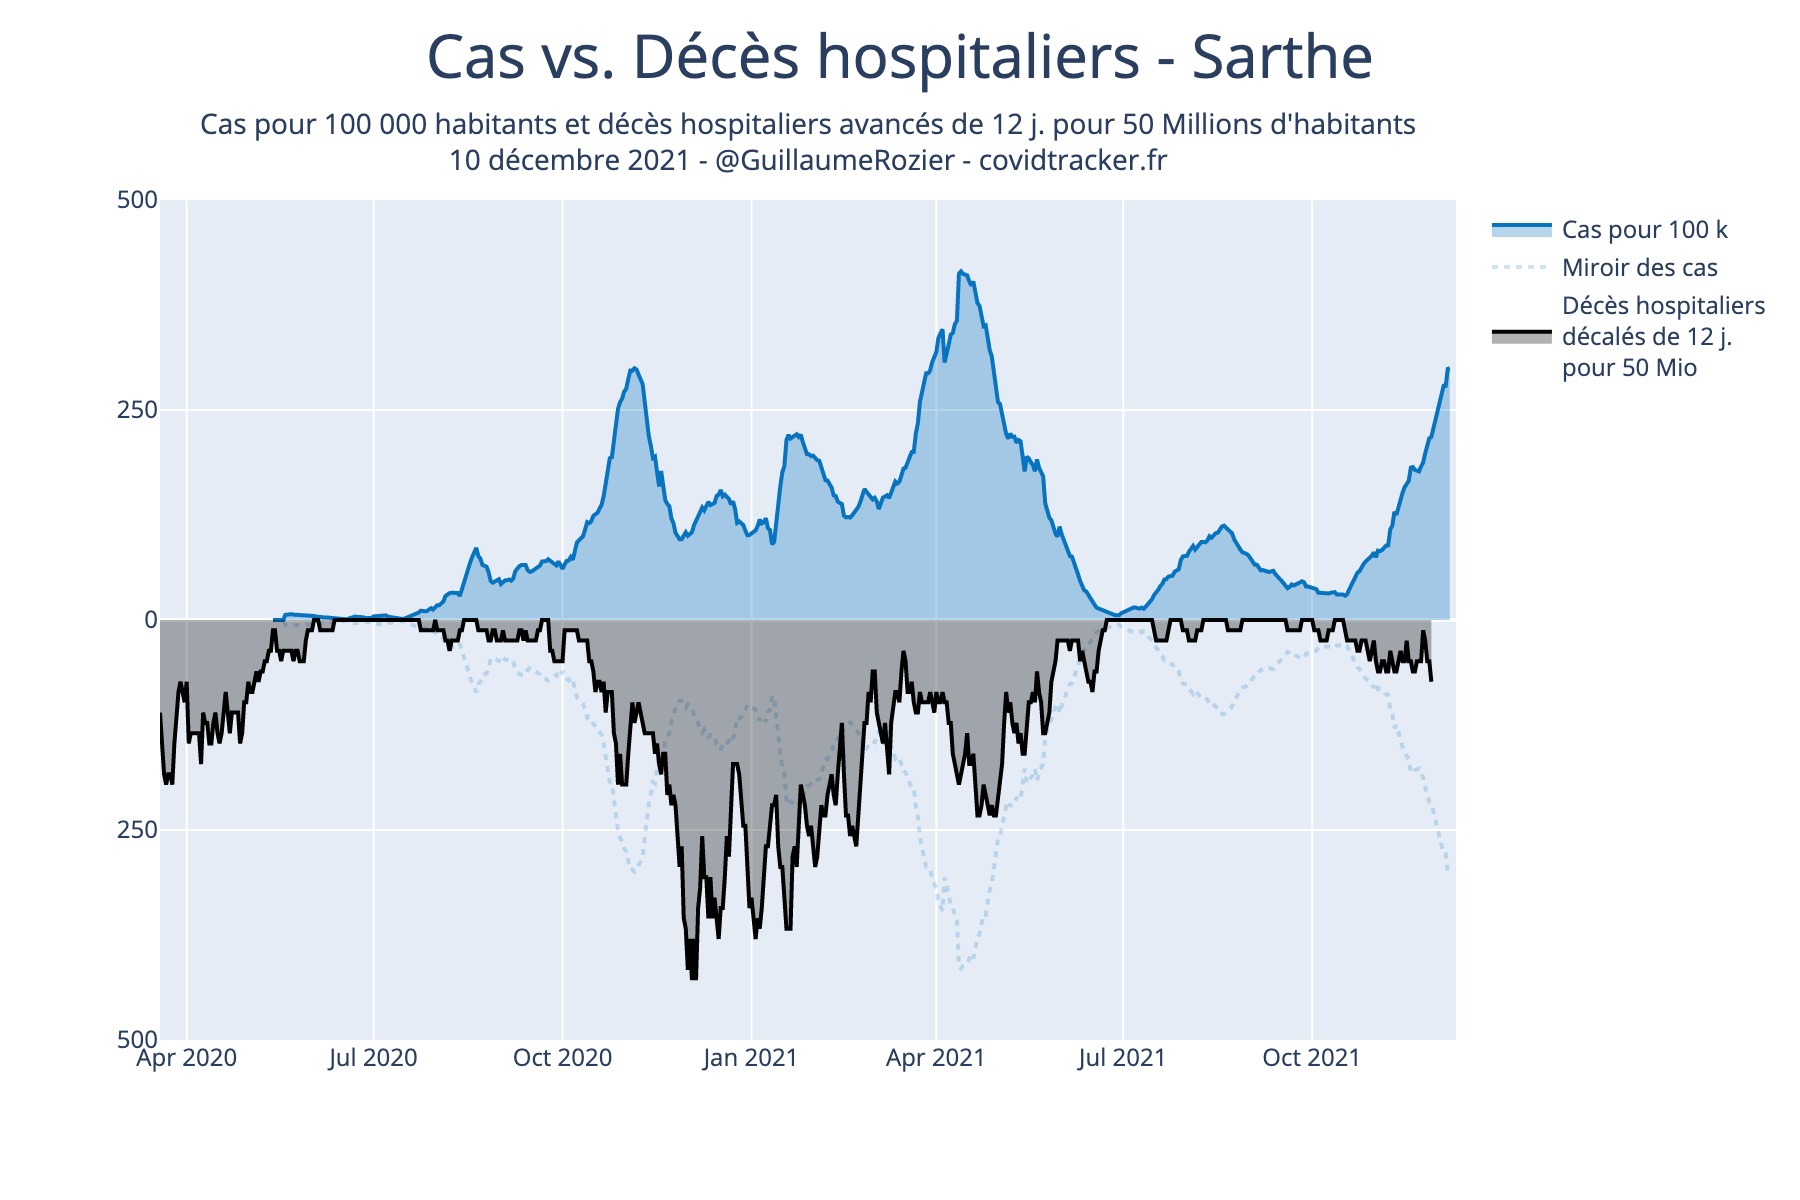 Cas vs. Décès hospitaliers - Sarthe
Cas pour 100 000 habitants et décès hospitaliers avancés de 12 j. pour 50 Millions d'habitants
10 décembre 2021 - @GuillaumeRozier - covidtracker.fr
500
250
0
250
500
Apr 2020
Jul 2020
Oct 2020
Jan 2021
Apr 2021
Jul 2021
Oct 2021
Cas pour 100 k
Miroir des cas
Décès hospitaliers
décalés de 12 j.
pour 50 Mio